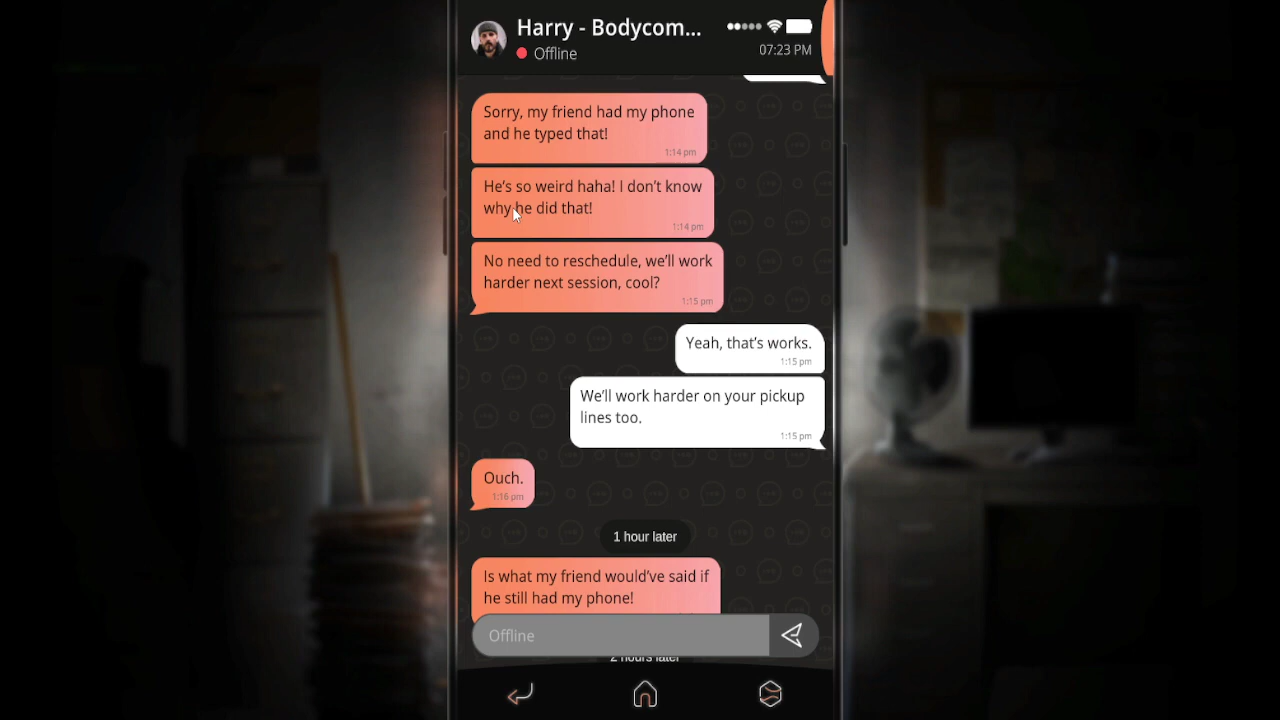 Harry - Bodycom...
Offline
07:23 PM
Sorry, my friend had my phone
and he typed that!
1:14 pm
He's so weird haha! I don't know
why he did that!
1:14 pm
No need to reschedule, we'll work
harder next session, cool?
1:15 pm
Yeah, that's works.
1:15 pm
We'll work harder on your pickup
lines too.
1:15 pm
Ouch.
1:16 pm
1 hour later
Is what my friend would've said if
he still had my phone!
Offline
2 hours later